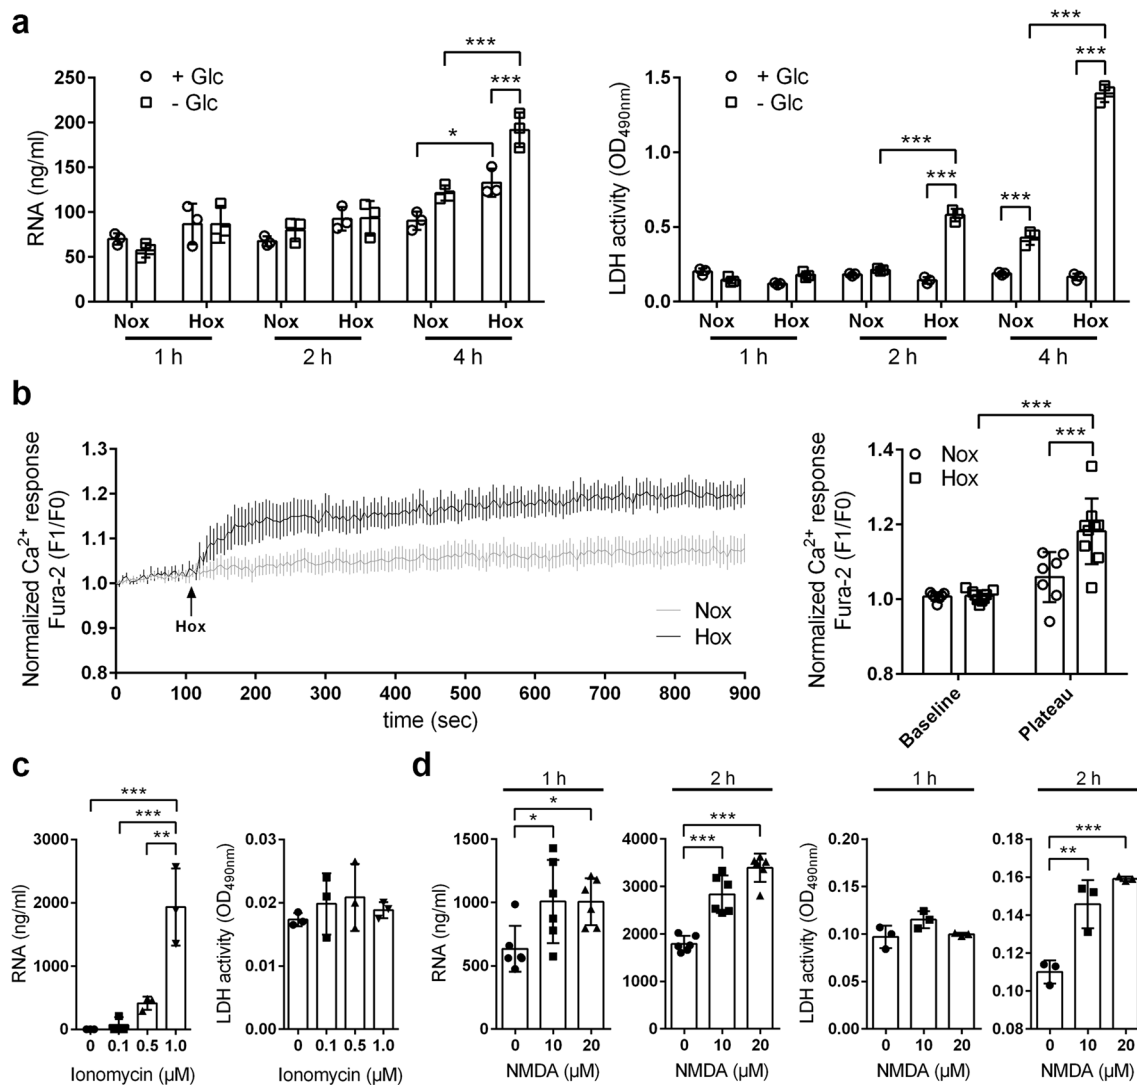 a
RNA (ng/ml)
250
200
150
100
50
0
+ Glc
- Glc
*
***
***
Nox Hox Nox Hox Nox Hox
1 h 2 h 4 h
LDH activity (OD490nm)
1.5
1.0
0.5
0.0
+ Glc
- Glc
***
***
***
***
***
Nox Hox Nox Hox Nox Hox
1 h 2 h 4 h
b
Normalized Ca2+ response
Fura-2 (F1/F0)
1.3
1.2
1.1
1.0
0.9
0.8
Hox
Nox
Hox
0 100 200 300 400 500 600 700 800 900
time (sec)
Normalized Ca2+ response
Fura-2 (F1/F0)
1.4
1.2
1.0
0.8
Nox
Hox
***
***
Baseline
Plateau
c
RNA (ng/ml)
3000
2000
1000
0
***
***
**
0 0.1 0.5 1.0
Ionomycin (µM)
LDH activity (OD490nm)
0.03
0.02
0.01
0.00
0 0.1 0.5 1.0
Ionomycin (µM)
d
1 h
RNA (ng/ml)
1500
1000
500
0
*
*
0 10 20
NMDA (µM)
2 h
4000
3000
2000
1000
0
***
***
0 10 20
NMDA (µM)
1 h
LDH activity (OD490nm)
0.20
0.15
0.10
0.05
0.00
0 10 20
NMDA (µM)
2 h
0.18
0.16
0.14
0.12
0.10
0.08
***
**
0 10 20
NMDA (µM)